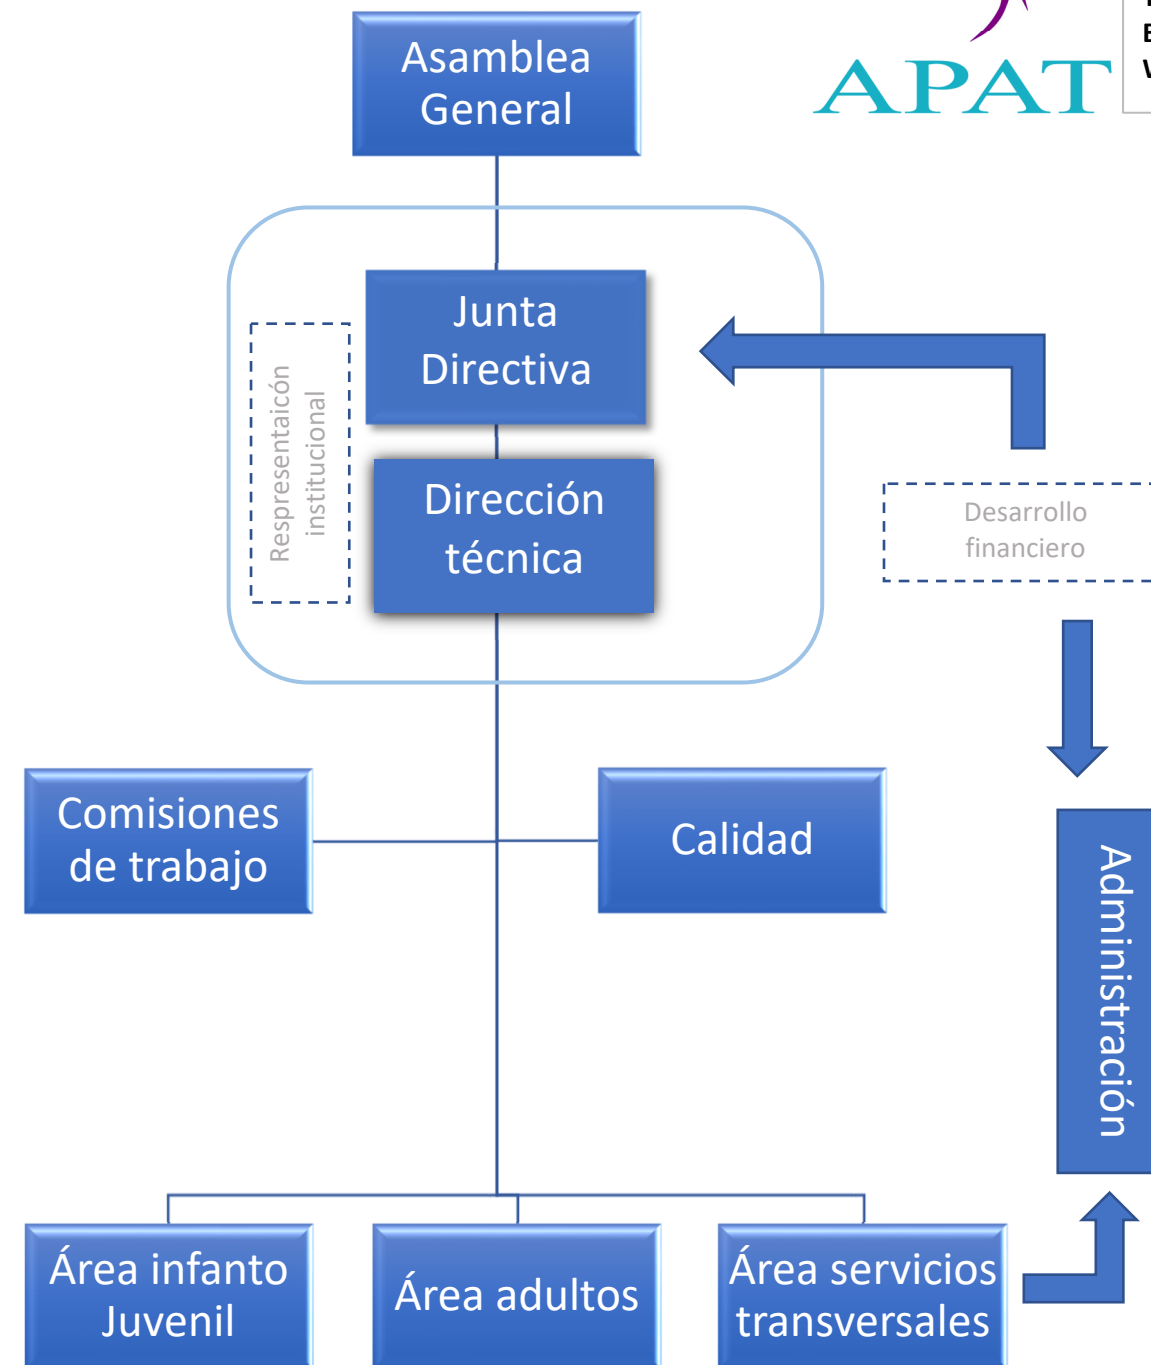 Asamblea
General
APAT
Junta
Directiva
Respresentaicón
institucional
Dirección
técnica
Desarrollo
financiero
Comisiones
de trabajo
Calidad
Administración
Área infanto
Juvenil
Área adultos
Área servicios
transversales